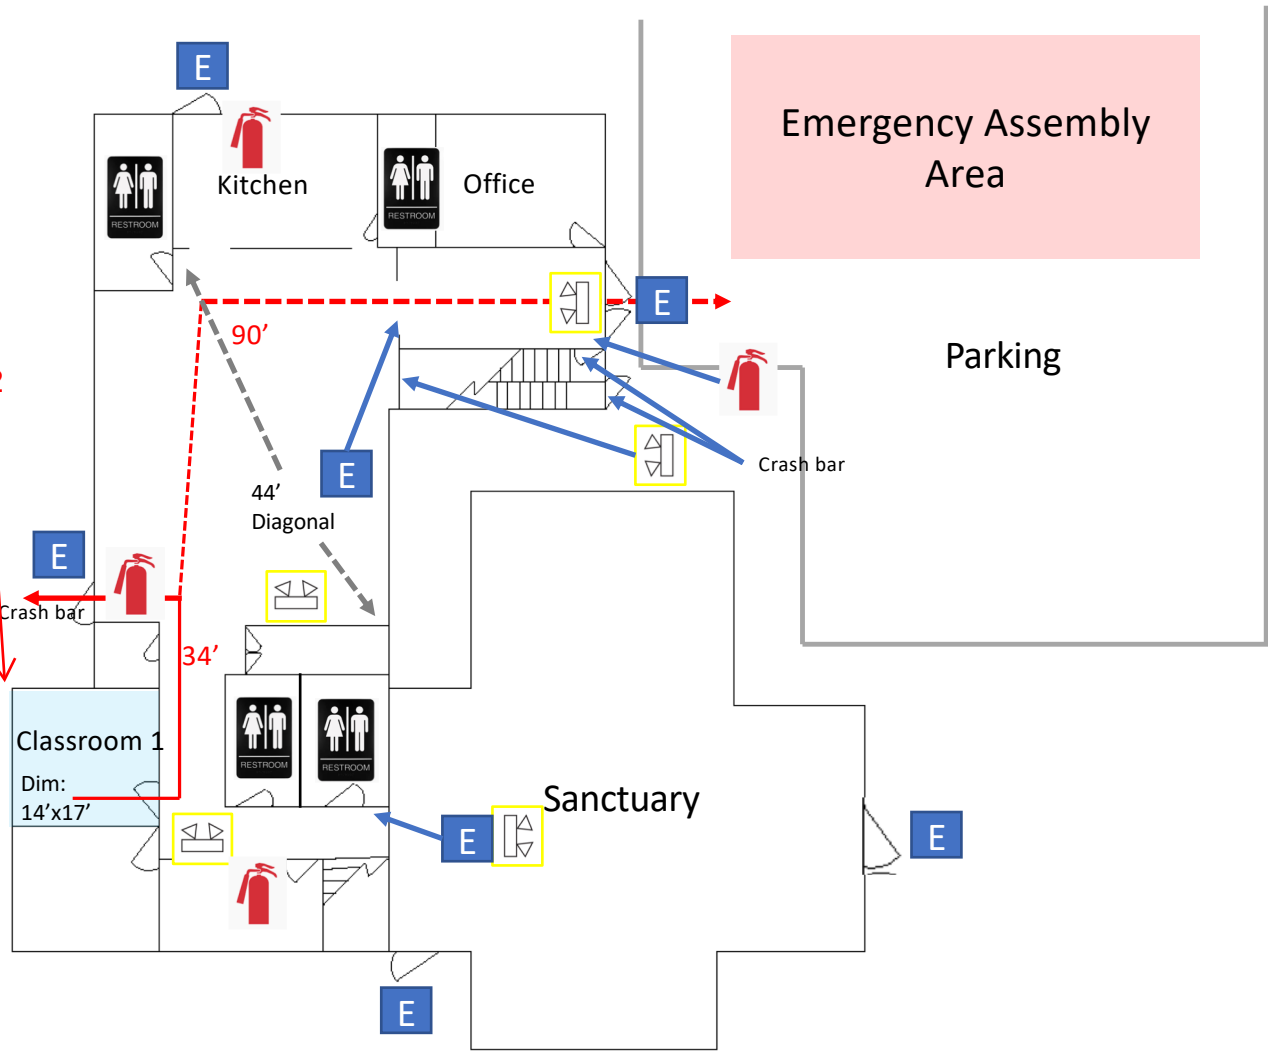 E
Emergency Assembly
Area
Kitchen
Office
RESTROOM
RESTROOM
E
90’
Parking
2
E
44’
Diagonal
Crash bar
E
Crash bar
34’
Classroom 1
Dim:
14’x17’
RESTROOM
RESTROOM
Sanctuary
E
E
E